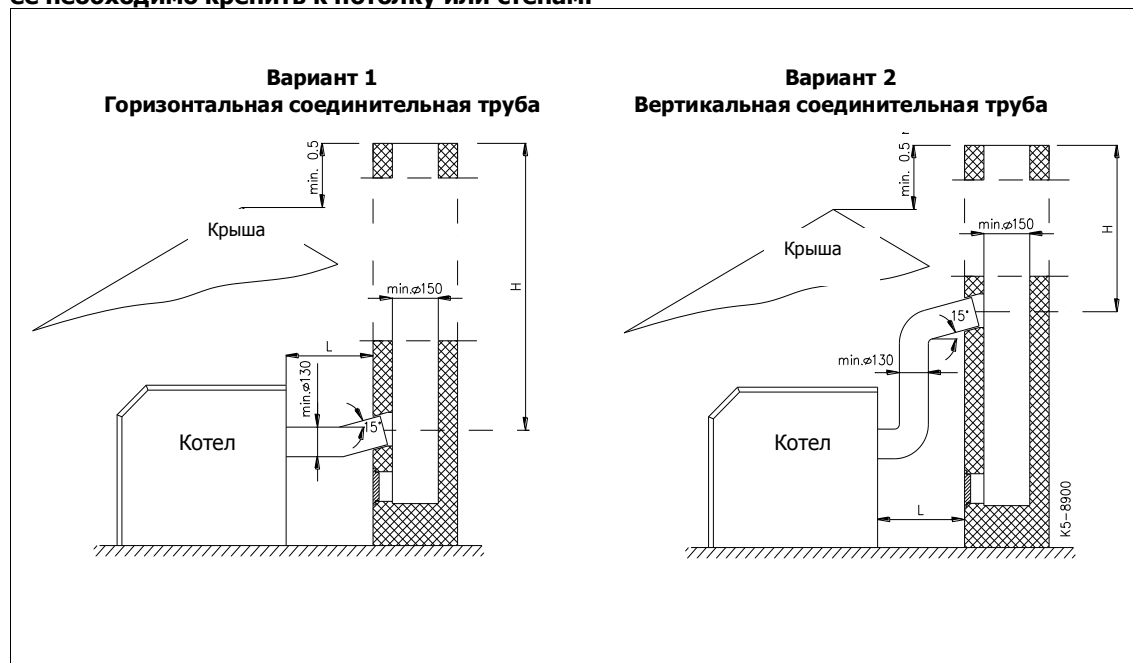 ее необходимо крепить к потолку или стенам.
Вариант 1
Горизонтальная соединительная труба
min. 0.5
Крыша
H
min.⌀150
L
min.⌀130
15°
Котел
Вариант 2
Вертикальная соединительная труба
min. 0.5
Крыша
H
min.⌀150
15°
min.⌀130
Котел
L
K5-8900